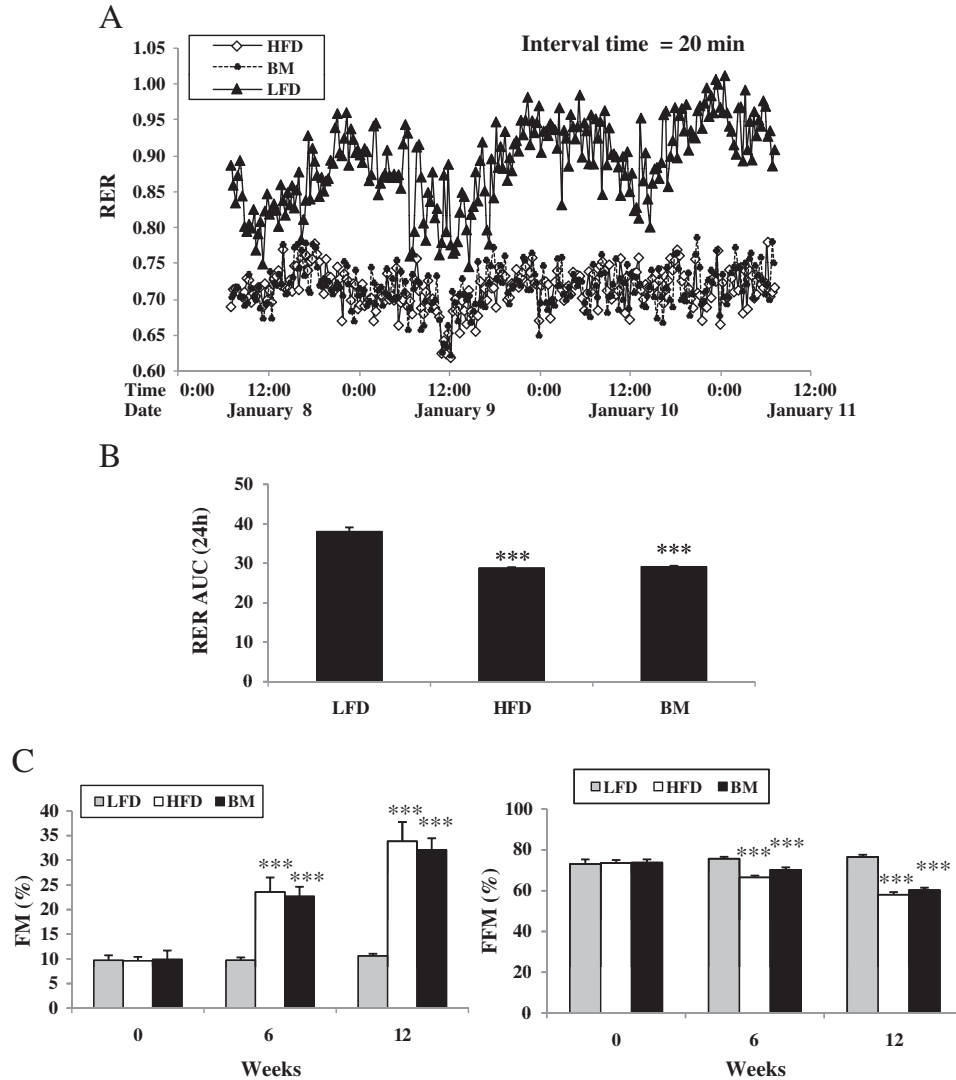 A
HFD
BM
LFD
Interval time = 20 min
1.05
1.00
0.95
0.90
0.85
0.80
0.75
0.70
0.65
0.60
RER
Time 0:00 12:00 0:00 12:00 0:00 12:00 0:00 12:00
Date January 8 January 9 January 10 January 11
B
50
40
30
20
10
0
RER AUC (24h)
*** ***
LFD HFD BM
C
LFD HFD BM
40
35
30
25
20
15
10
5
0
FM (%)
*** *** *** ***
0 6 12
Weeks
LFD HFD BM
100
80
60
40
20
0
FFM (%)
*** *** *** ***
0 6 12
Weeks